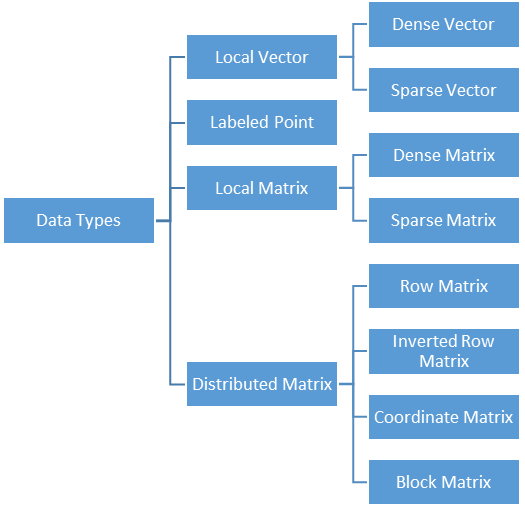 Data Types
Local Vector
Dense Vector
Sparse Vector
Labeled Point
Local Matrix
Dense Matrix
Sparse Matrix
Distributed Matrix
Row Matrix
Inverted Row
Matrix
Coordinate Matrix
Block Matrix